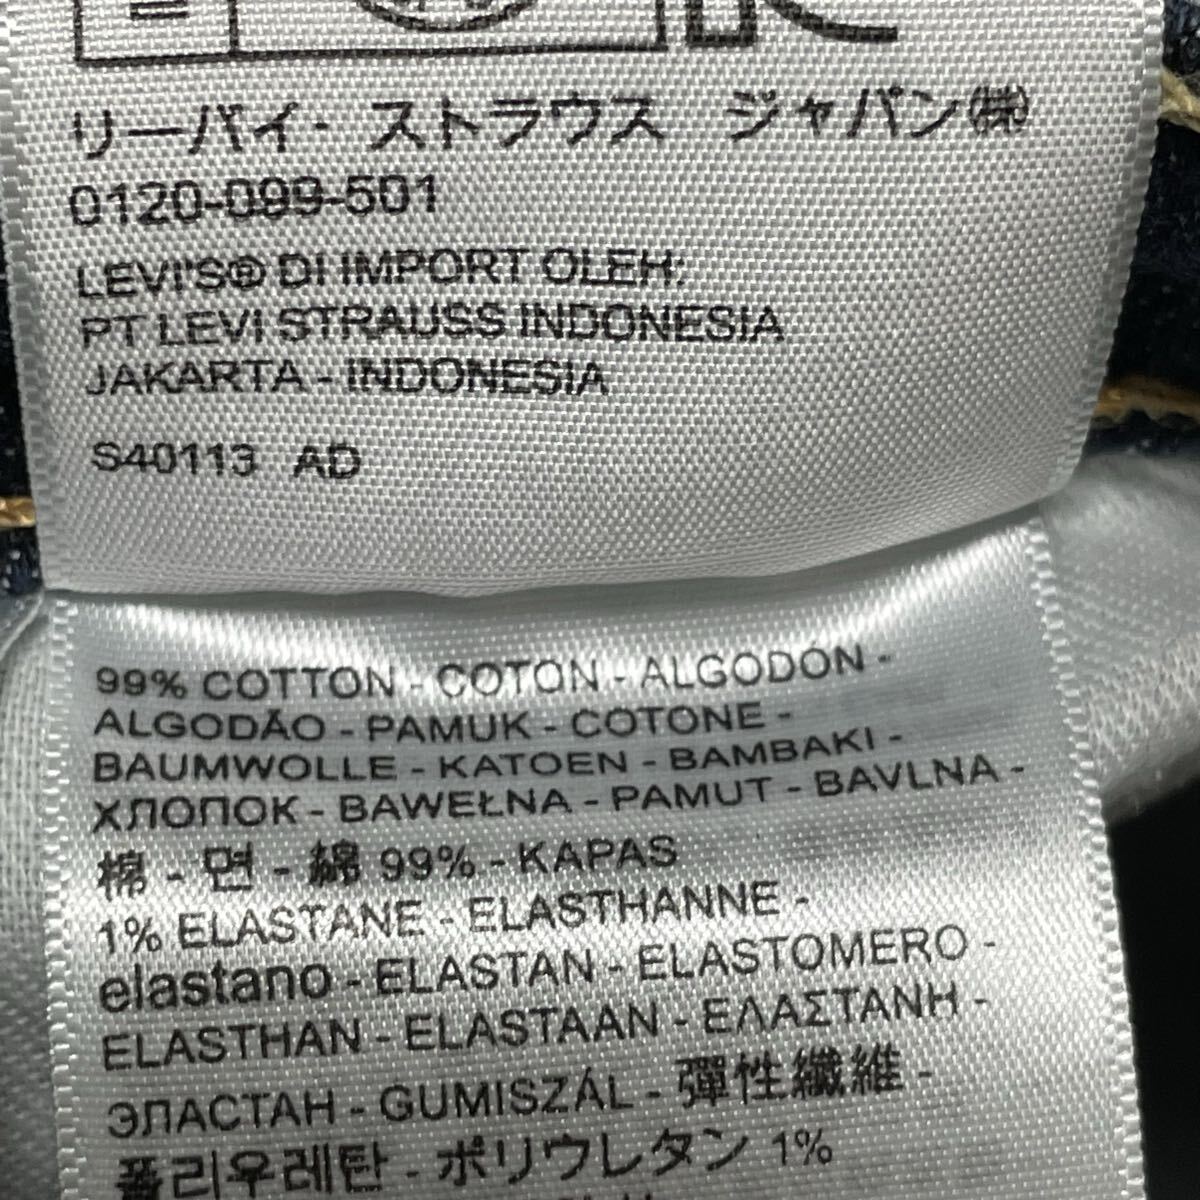 リーバイ・ストラウス ジャパン㈱
0120-099-501
LEVI'S® DI IMPORT OLEH:
PT LEVI STRAUSS INDONESIA
JAKARTA - INDONESIA
S40113 AD
99% COTTON - COTON - ALGODÓN -
ALGODÃO - PAMUK - COTONE -
BAUMWOLLE - KATOEN - BAMBAKI -
ХЛОПОК - BAWEŁNA - PAMUT - BAVLNA -
棉 - 면 - 綿 99% - KAPAS
1% ELASTANE - ELASTHANNE -
elastano - ELASTAN - ELASTOMERO -
ELASTHAN - ELASTAAN - ΕΛΑΣΤΑΝΗ -
ЭЛАСТАН - GUMISZÁL - 彈性纖維 -
폴리우레탄 - ポリウレタン 1%